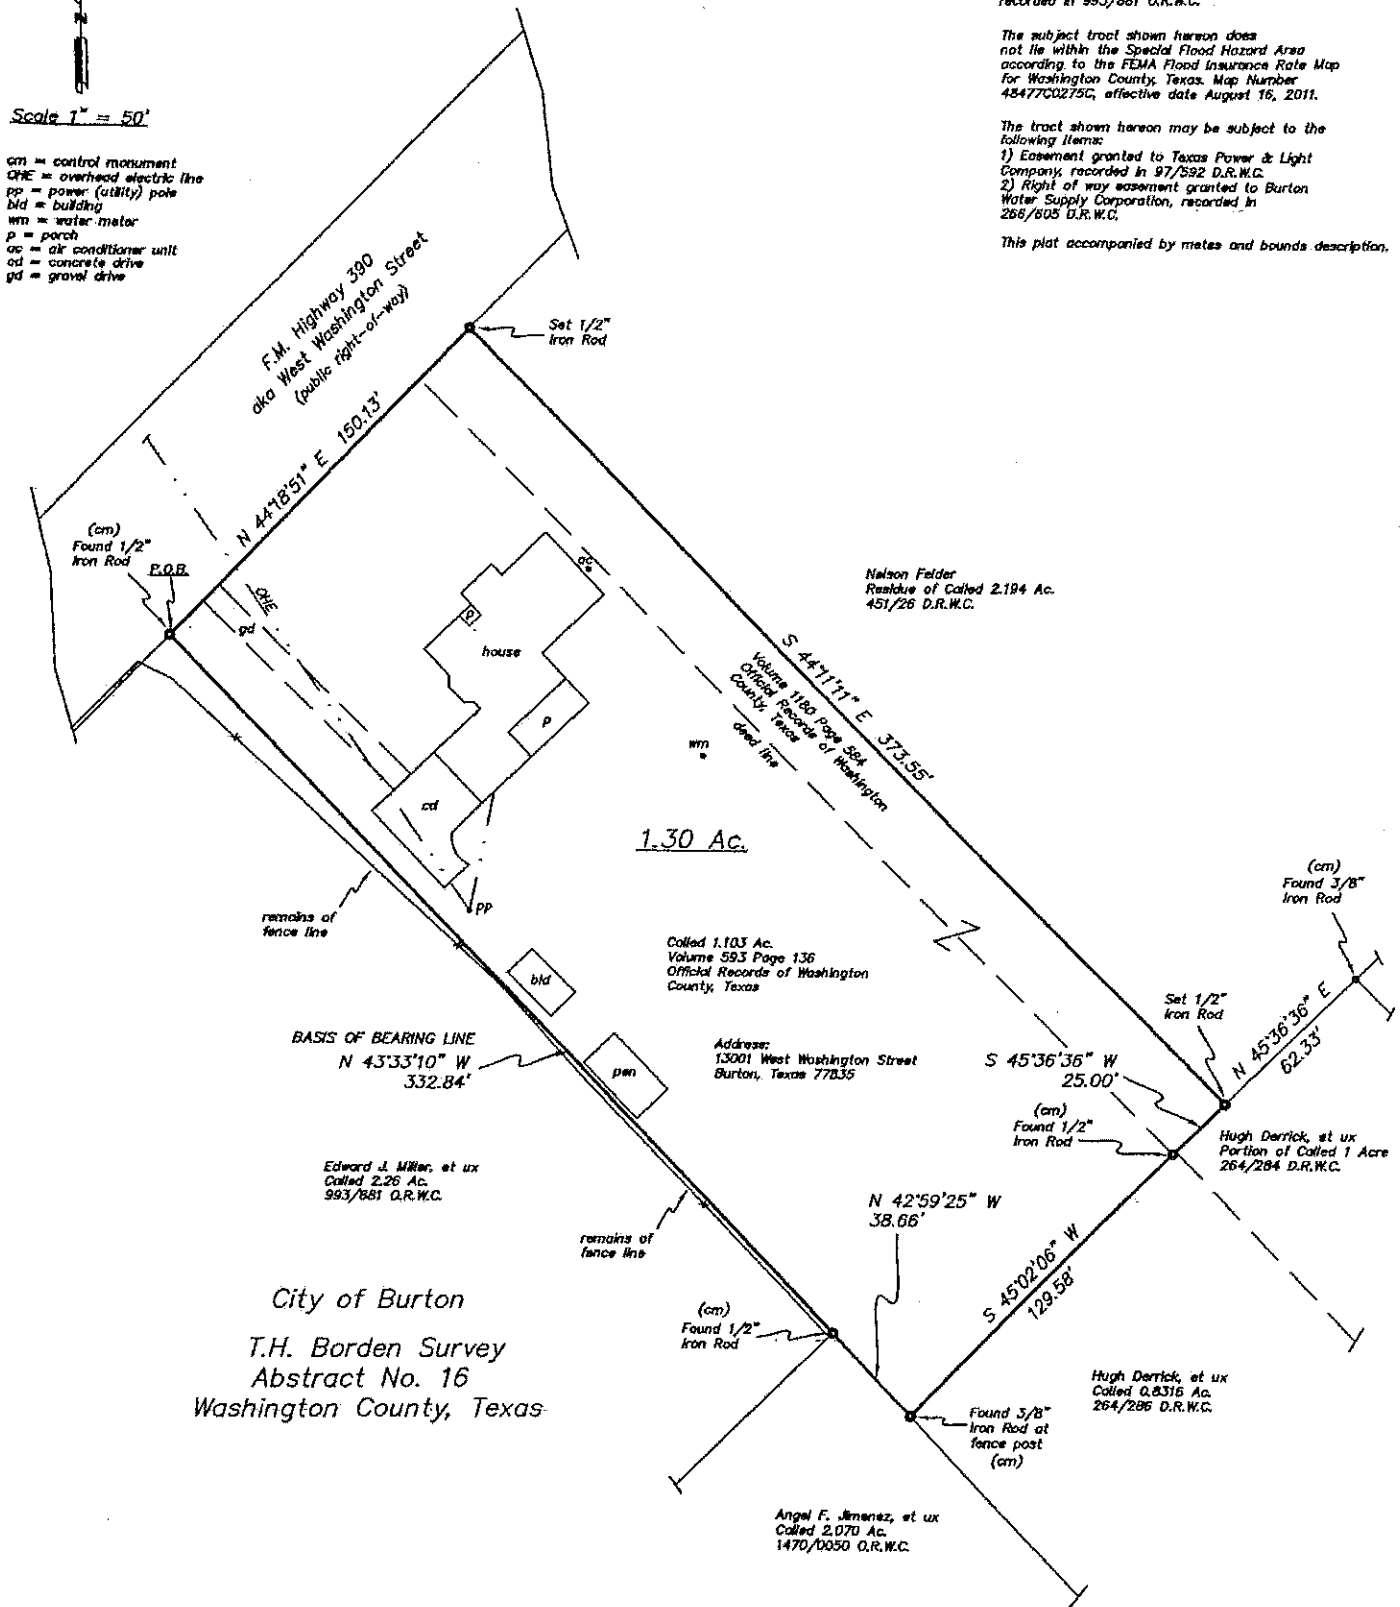 N
Scale 1" = 50'
cm = control monument
OHE = overhead electric line
pp = power (utility) pole
bld = building
wm = water meter
p = porch
ac = air conditioner unit
cd = concrete drive
gd = gravel drive
recorded in 993/881 O.R.W.C.
The subject tract shown hereon does
not lie within the Special Flood Hazard Area
according to the FEMA Flood Insurance Rate Map
for Washington County, Texas. Map Number
48477C0275C, effective date August 16, 2011.
The tract shown hereon may be subject to the
following items:
1) Easement granted to Texas Power & Light
Company, recorded in 97/592 D.R.W.C.
2) Right of way easement granted to Burton
Water Supply Corporation, recorded in
266/605 D.R.W.C.
This plat accompanied by metes and bounds description.
F.M. Highway 390
aka West Washington Street
(public right-of-way)
Set 1/2"
Iron Rod
N 44°18'51" E 150.13'
(cm)
Found 1/2"
Iron Rod
P.O.B.
OHE
gd
ac
p
house
p
cd
wm
pp
Nelson Felder
Residue of Called 2.194 Ac.
451/26 D.R.W.C.
S 44°11'11" E 373.55'
Volume 1180 Page 584
Official Records of Washington
County, Texas
deed line
1.30 Ac.
remains of
fence line
Called 1.103 Ac.
Volume 593 Page 136
Official Records of Washington
County, Texas
bld
pen
BASIS OF BEARING LINE
N 43°33'10" W
332.84'
Address:
13001 West Washington Street
Burton, Texas 77835
(cm)
Found 3/8"
Iron Rod
Set 1/2"
Iron Rod
N 45°36'36" E
62.33'
S 45°36'36" W
25.00'
(cm)
Found 1/2"
Iron Rod
Hugh Derrick, et ux
Portion of Called 1 Acre
264/284 D.R.W.C.
Edward J. Miller, et ux
Called 2.26 Ac.
993/881 O.R.W.C.
remains of
fence line
N 42°59'25" W
38.66'
S 45°02'06" W
129.58'
City of Burton
T.H. Borden Survey
Abstract No. 16
Washington County, Texas
(cm)
Found 1/2"
Iron Rod
Found 3/8"
Iron Rod at
fence post
(cm)
Hugh Derrick, et ux
Called 0.8316 Ac.
264/286 D.R.W.C.
Angel F. Jimenez, et ux
Called 2.070 Ac.
1470/0050 O.R.W.C.